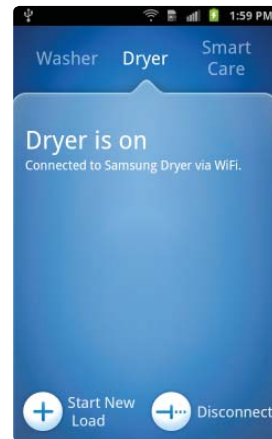 1:59 PM
Washer Dryer Smart
Care
Dryer is on
Connected to Samsung Dryer via WiFi.
Start New
Load
Disconnect